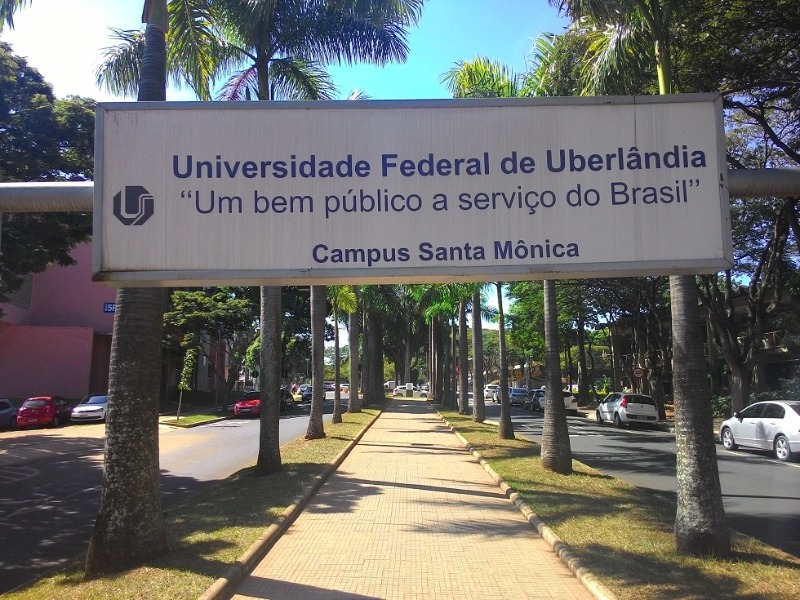 Universidade Federal de Uberlândia
“Um bem público a serviço do Brasil”
Campus Santa Mônica